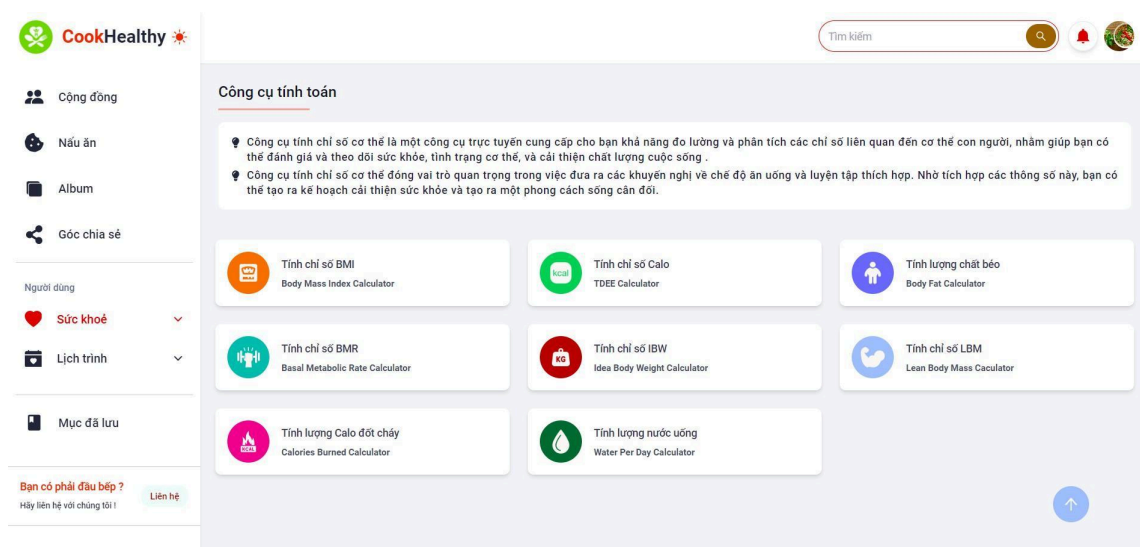 CookHealthy
Tìm kiếm
Cộng đồng
Nấu ăn
Album
Góc chia sẻ
Người dùng
Sức khoẻ
Lịch trình
Mục đã lưu
Bạn có phải đầu bếp ?
Hãy liên hệ với chúng tôi !
Liên hệ
Công cụ tính toán
Công cụ tính chỉ số cơ thể là một công cụ trực tuyến cung cấp cho bạn khả năng đo lường và phân tích các chỉ số liên quan đến cơ thể con người, nhằm giúp bạn có
thể đánh giá và theo dõi sức khỏe, tình trạng cơ thể, và cải thiện chất lượng cuộc sống .
Công cụ tính chỉ số cơ thể đóng vai trò quan trọng trong việc đưa ra các khuyến nghị về chế độ ăn uống và luyện tập thích hợp. Nhờ tích hợp các thông số này, bạn có
thể tạo ra kế hoạch cải thiện sức khỏe và tạo ra một phong cách sống cân đối.
Tính chỉ số BMI
Body Mass Index Calculator
kcal
Tính chỉ số Calo
TDEE Calculator
Tính lượng chất béo
Body Fat Calculator
Tính chỉ số BMR
Basal Metabolic Rate Calculator
KG
Tính chỉ số IBW
Idea Body Weight Calculator
Tính chỉ số LBM
Lean Body Mass Caculator
KCAL
Tính lượng Calo đốt cháy
Calories Burned Calculator
Tính lượng nước uống
Water Per Day Calculator